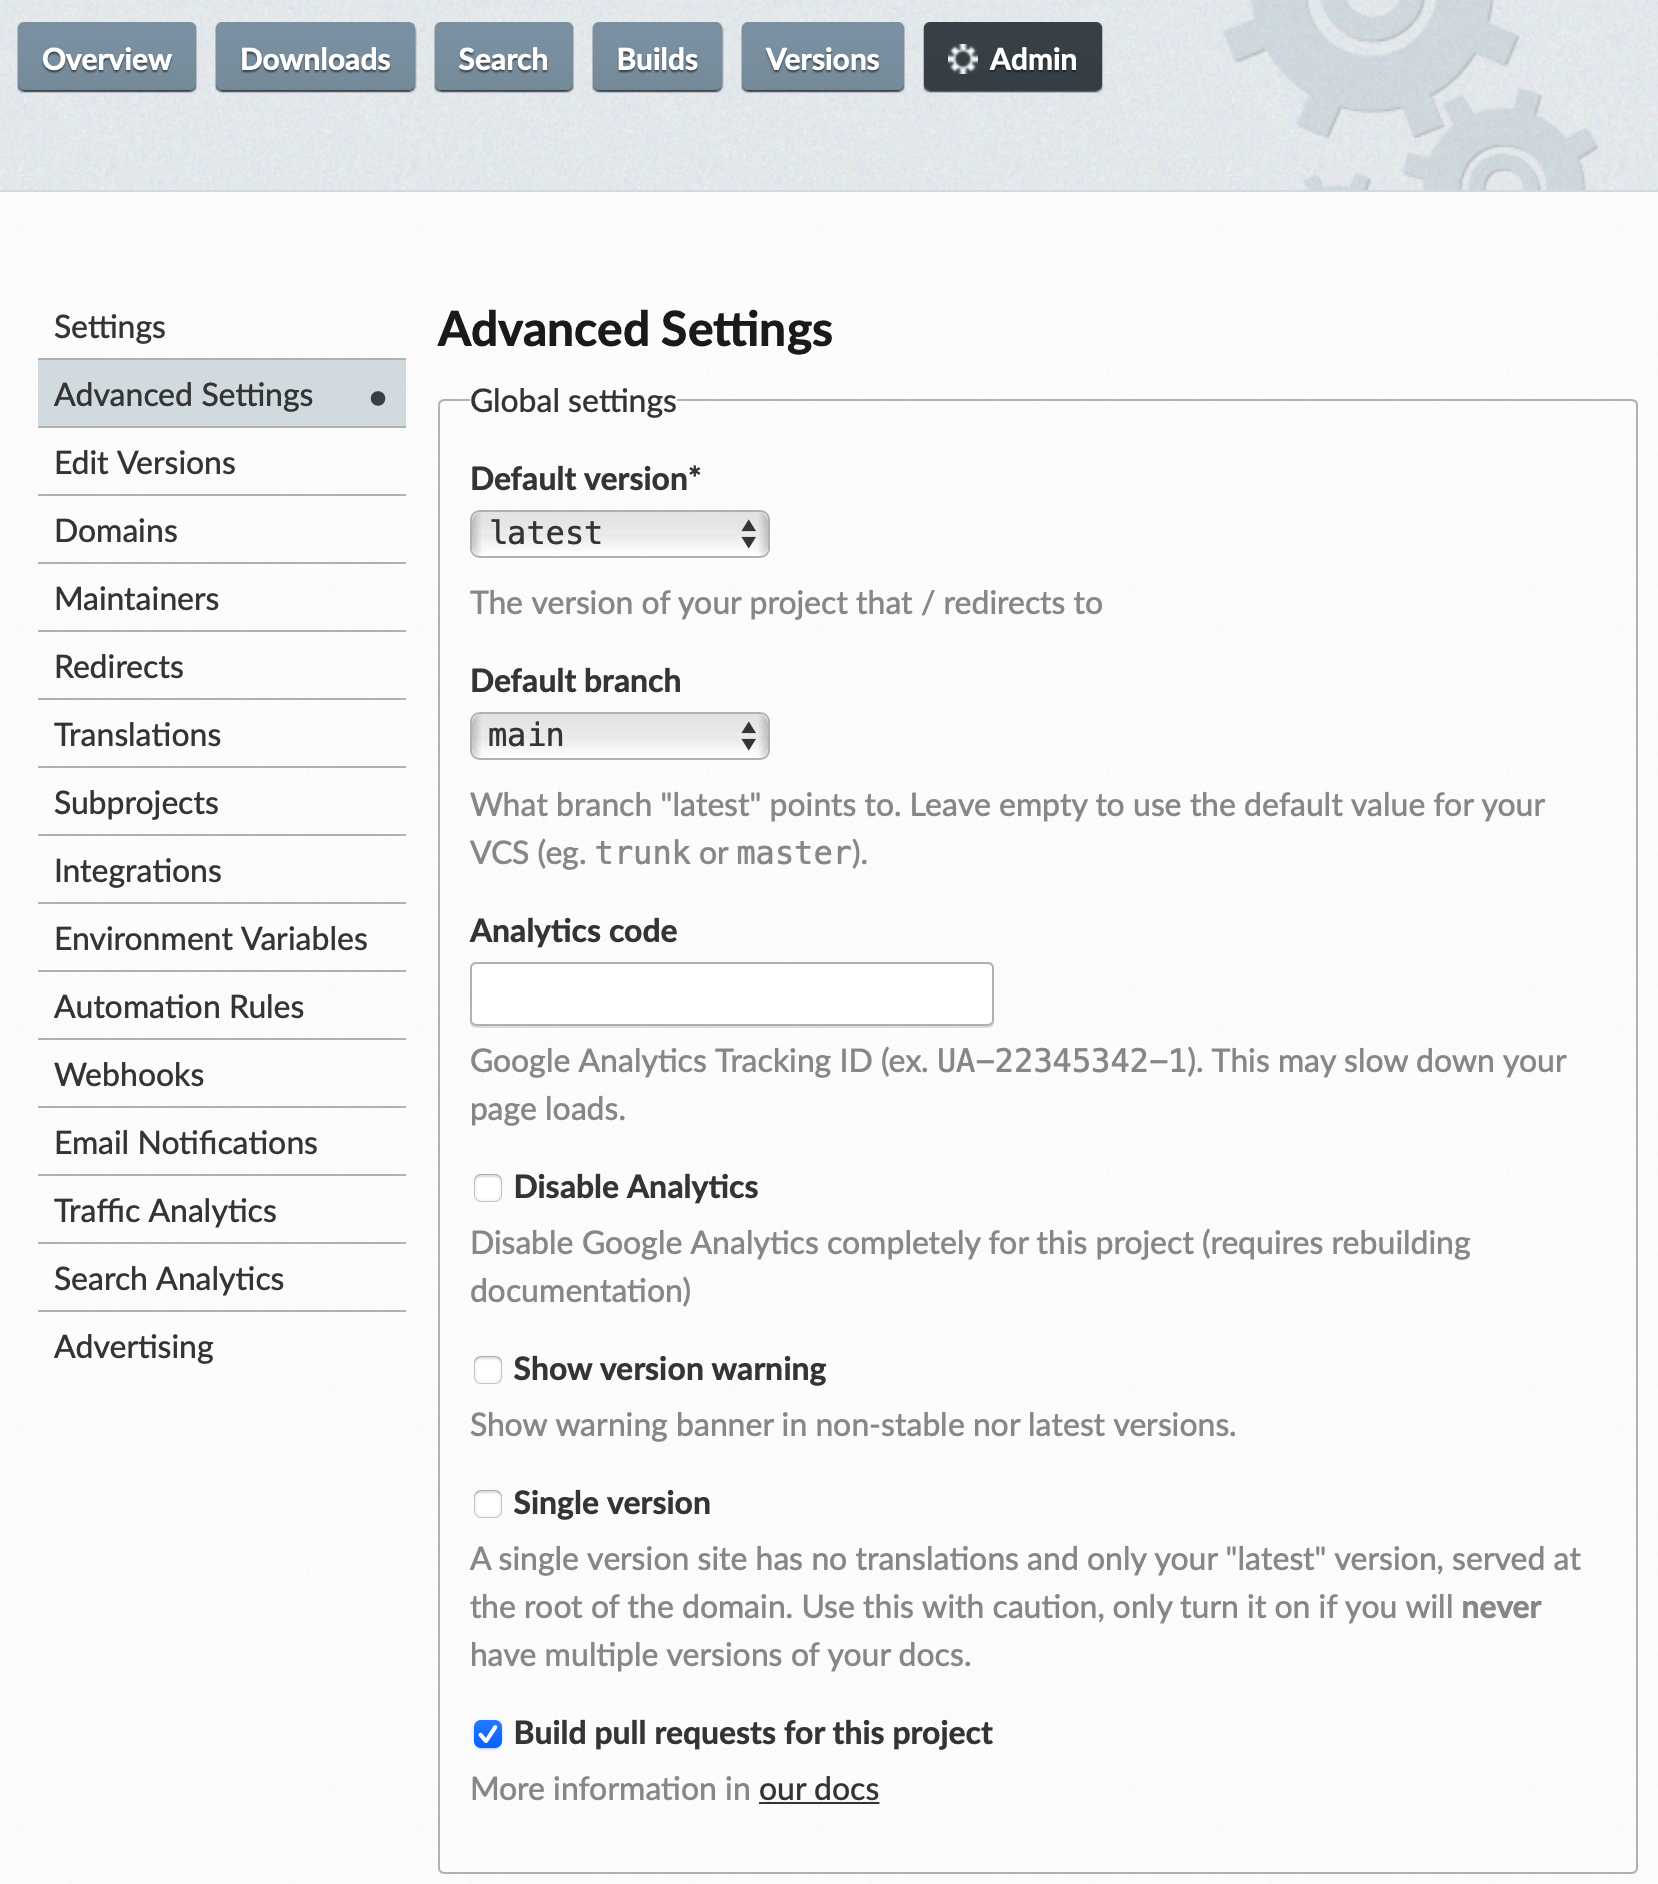 Overview Downloads Search Builds Versions Admin
Settings
Advanced Settings
Edit Versions
Domains
Maintainers
Redirects
Translations
Subprojects
Integrations
Environment Variables
Automation Rules
Webhooks
Email Notifications
Traffic Analytics
Search Analytics
Advertising
Advanced Settings
Global settings
Default version*
latest
The version of your project that / redirects to
Default branch
main
What branch "latest" points to. Leave empty to use the default value for your
VCS (eg. trunk or master).
Analytics code
Google Analytics Tracking ID (ex. UA-22345342-1). This may slow down your
page loads.
Disable Analytics
Disable Google Analytics completely for this project (requires rebuilding
documentation)
Show version warning
Show warning banner in non-stable nor latest versions.
Single version
A single version site has no translations and only your "latest" version, served at
the root of the domain. Use this with caution, only turn it on if you will never
have multiple versions of your docs.
Build pull requests for this project
More information in our docs